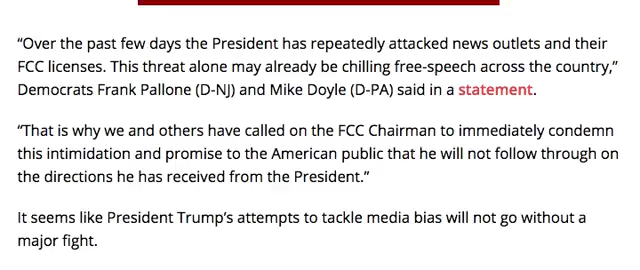 “Over the past few days the President has repeatedly attacked news outlets and their
FCC licenses. This threat alone may already be chilling free-speech across the country,”
Democrats Frank Pallone (D-NJ) and Mike Doyle (D-PA) said in a statement.
“That is why we and others have called on the FCC Chairman to immediately condemn
this intimidation and promise to the American public that he will not follow through on
the directions he has received from the President.”
It seems like President Trump’s attempts to tackle media bias will not go without a
major fight.